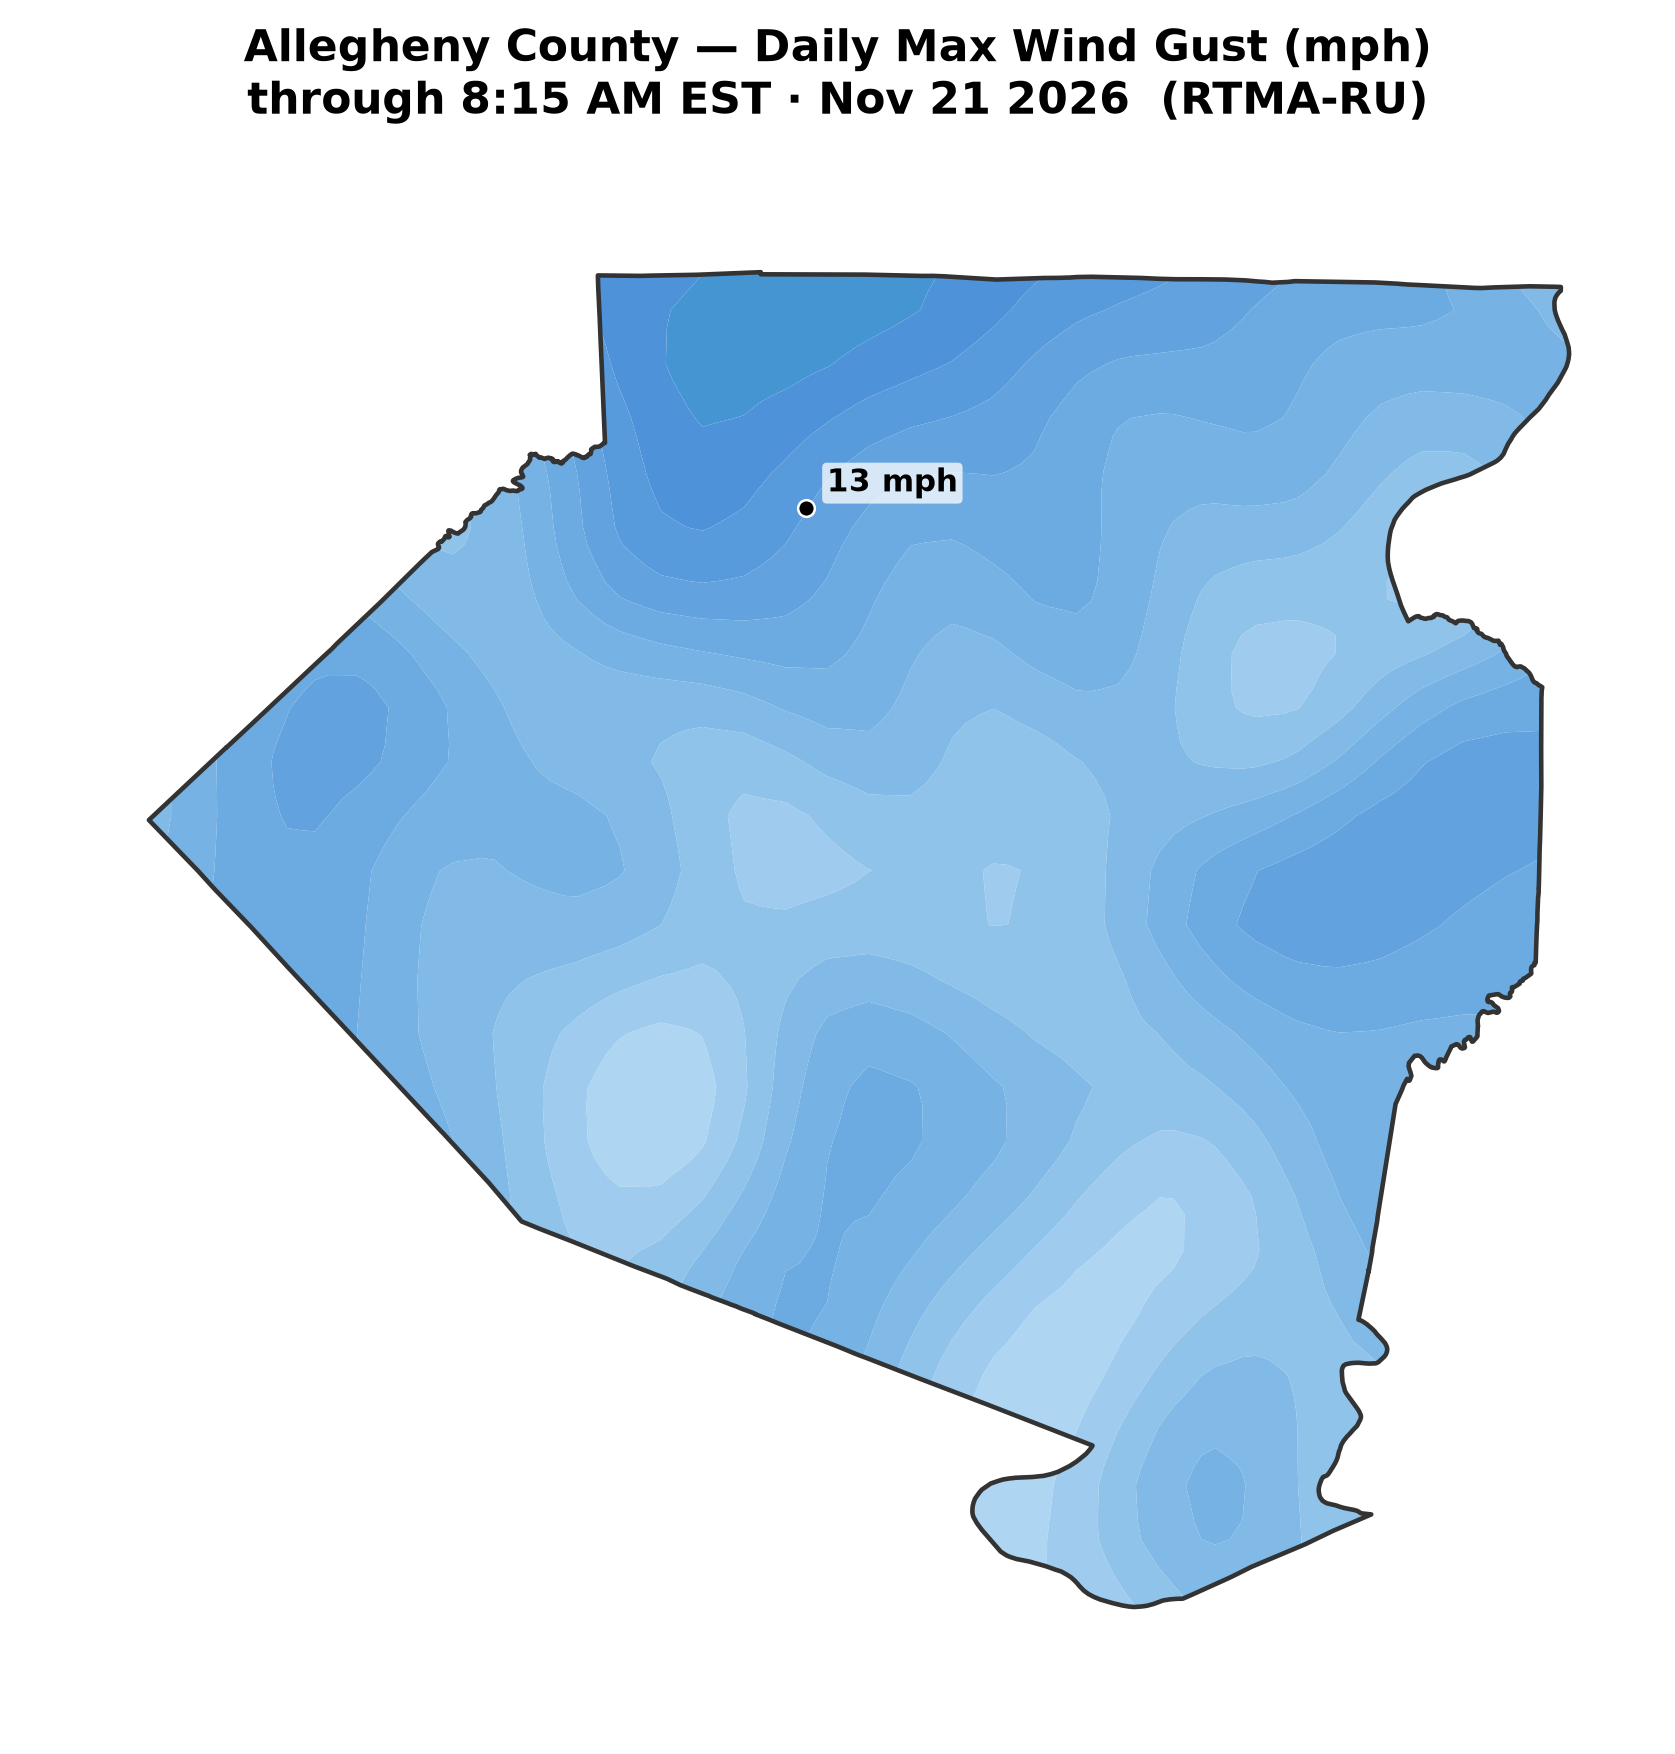 Allegheny County — Daily Max Wind Gust (mph)
through 8:15 AM EST · Nov 21 2026  (RTMA-RU)
13 mph